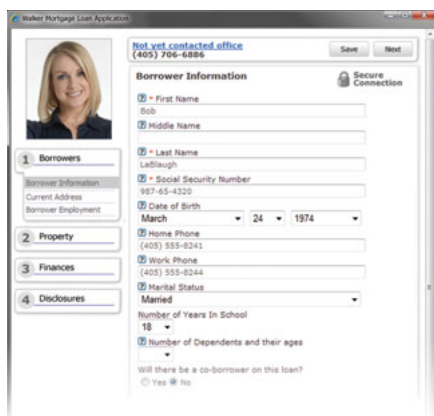 Walker Mortgage Loan Application
Not yet contacted office
(405) 706-6886
Save
Next
Borrower Information
Secure Connection
* First Name
Bob
Middle Name
* Last Name
LaBlaugh
* Social Security Number
987-65-4320
Date of Birth
March 24 1974
Home Phone
(405) 555-8241
Work Phone
(405) 555-8244
Marital Status
Married
Number of Years In School
18
Number of Dependents and their ages
Will there be a co-borrower on this loan?
Yes No
1 Borrowers
Borrower Information
Current Address
Borrower Employment
2 Property
3 Finances
4 Disclosures